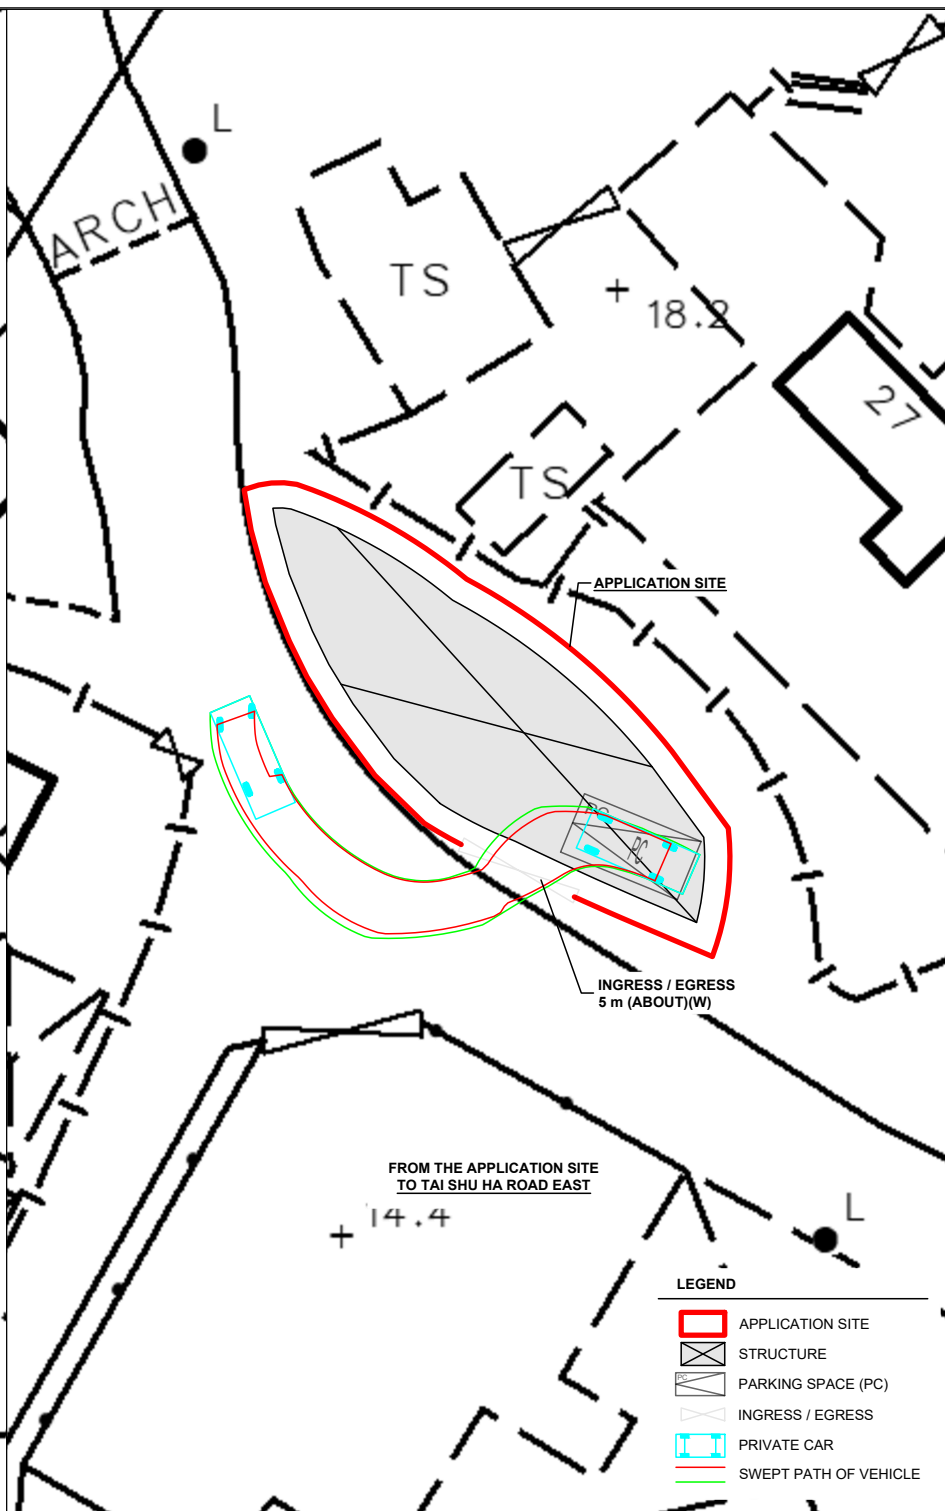 L
ARCH
TS
18.2
27
TS
APPLICATION SITE
PC
PC
INGRESS / EGRESS
5 m (ABOUT)(W)
FROM THE APPLICATION SITE
TO TAI SHU HA ROAD EAST
14.4
L
LEGEND
APPLICATION SITE
STRUCTURE
PC
PARKING SPACE (PC)
INGRESS / EGRESS
PRIVATE CAR
SWEPT PATH OF VEHICLE